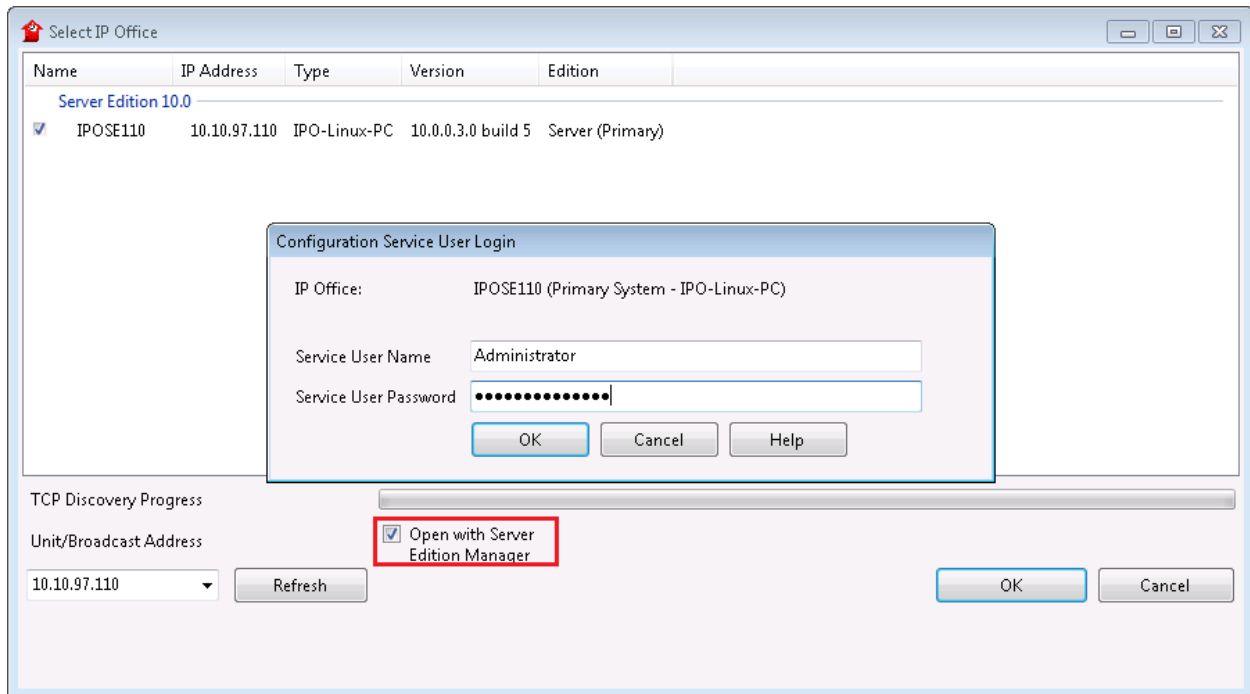 Select IP Office
Name IP Address Type Version Edition
Server Edition 10.0
IPOSE110 10.10.97.110 IPO-Linux-PC 10.0.0.3.0 build 5 Server (Primary)
Configuration Service User Login
IP Office: IPOSE110 (Primary System - IPO-Linux-PC)
Service User Name Administrator
Service User Password ••••••••••••••
OK Cancel Help
TCP Discovery Progress
Unit/Broadcast Address
Open with Server
Edition Manager
10.10.97.110 Refresh OK Cancel